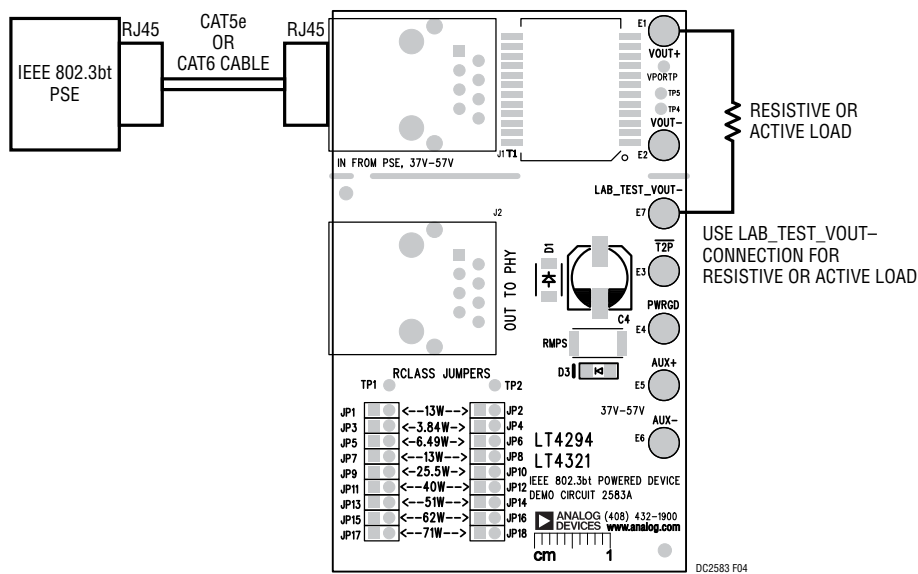 IEEE 802.3bt
PSE
RJ45
CAT5e
OR
CAT6 CABLE
RJ45
E1
VOUT+
VPORTP
TP5
TP4
VOUT-
E2
J1 T1
IN FROM PSE, 37V-57V
RESISTIVE OR
ACTIVE LOAD
LAB_TEST_VOUT-
E7
USE LAB_TEST_VOUT–
CONNECTION FOR
RESISTIVE OR ACTIVE LOAD
J2
OUT TO PHY
D1
T2P
E3
PWRGD
C4
E4
RMPS
D3
AUX+
E5
37V-57V
AUX-
E6
RCLASS JUMPERS
TP1 TP2
JP1 <--13W--> JP2
JP3 <--3.84W--> JP4
JP5 <--6.49W--> JP6
JP7 <--13W--> JP8
JP9 <--25.5W--> JP10
JP11 <--40W--> JP12
JP13 <--51W--> JP14
JP15 <--62W--> JP16
JP17 <--71W--> JP18
LT4294
LT4321
IEEE 802.3bt POWERED DEVICE
DEMO CIRCUIT 2583A
ANALOG DEVICES
(408) 432-1900
www.analog.com
cm 1
DC2583 F04